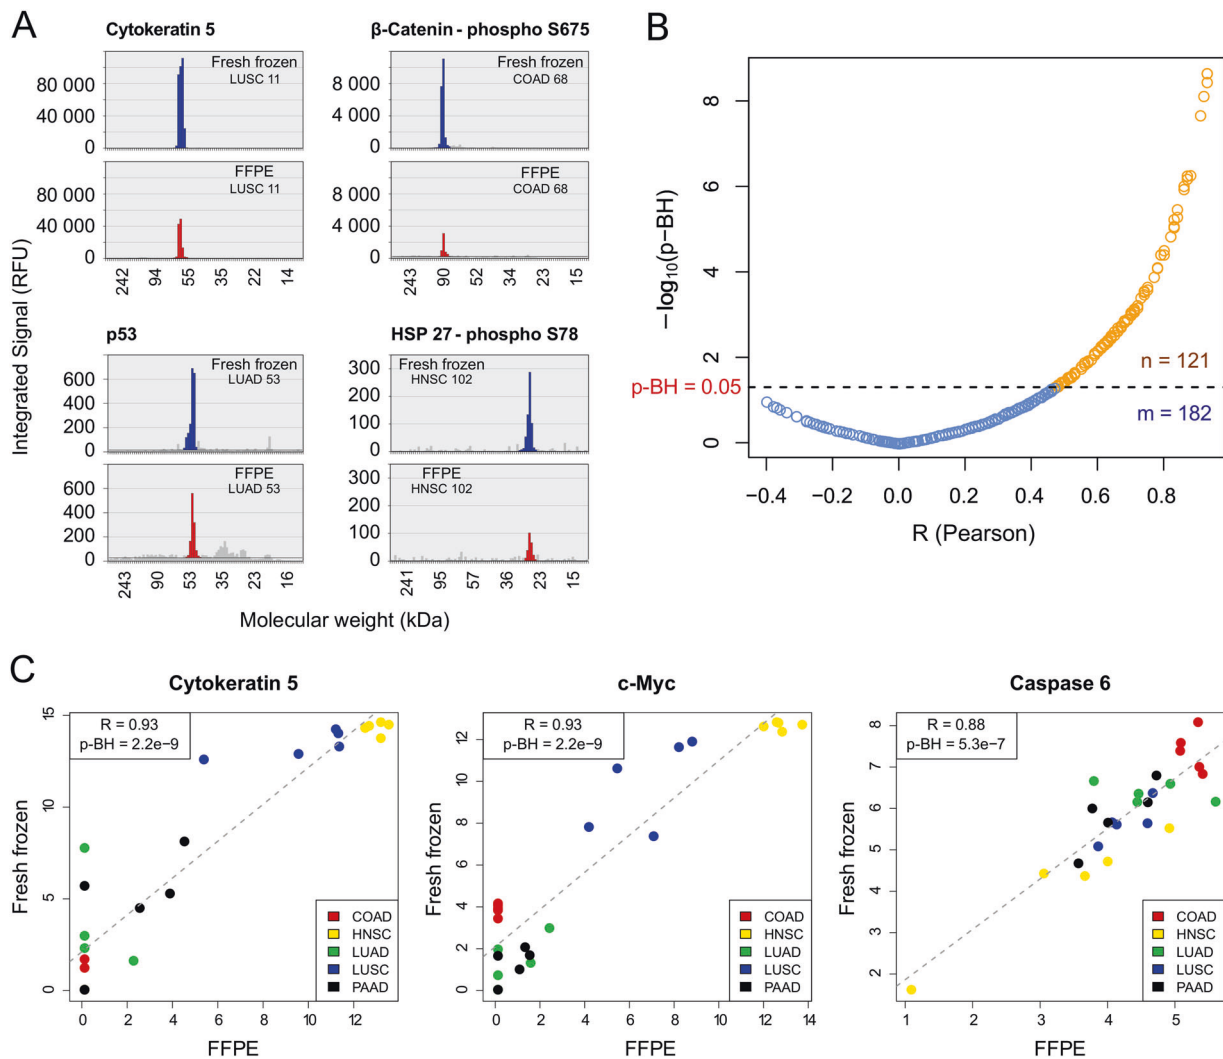 A
Cytokeratin 5
β-Catenin - phospho S675
Integrated Signal (RFU)
Fresh frozen
LUSC 11
80 000
40 000
0
FFPE
LUSC 11
80 000
40 000
0
242 94 55 33 22 14
Fresh frozen
COAD 68
8 000
4 000
0
FFPE
COAD 68
8 000
4 000
0
243 90 52 34 23 15
p53
HSP 27 - phospho S78
Fresh frozen
LUAD 53
600
400
200
0
FFPE
LUAD 53
600
400
200
0
243 90 53 35 23 16
Fresh frozen
HNSC 102
300
200
100
0
FFPE
HNSC 102
300
200
100
0
241 95 57 36 23 15
Molecular weight (kDa)
B
−log10(p−BH)
8
6
4
2
0
p-BH = 0.05
n = 121
m = 182
−0.4 −0.2 0.0 0.2 0.4 0.6 0.8
R (Pearson)
C
Cytokeratin 5
R = 0.93
p-BH = 2.2e−9
Fresh frozen
15
10
5
0
COAD
HNSC
LUAD
LUSC
PAAD
0 2 4 6 8 10 12
FFPE
c-Myc
R = 0.93
p-BH = 2.2e−9
Fresh frozen
12
10
8
6
4
2
0
COAD
HNSC
LUAD
LUSC
PAAD
0 2 4 6 8 10 12 14
FFPE
Caspase 6
R = 0.88
p-BH = 5.3e−7
Fresh frozen
8
7
6
5
4
2
COAD
HNSC
LUAD
LUSC
PAAD
1 3 4 5
FFPE